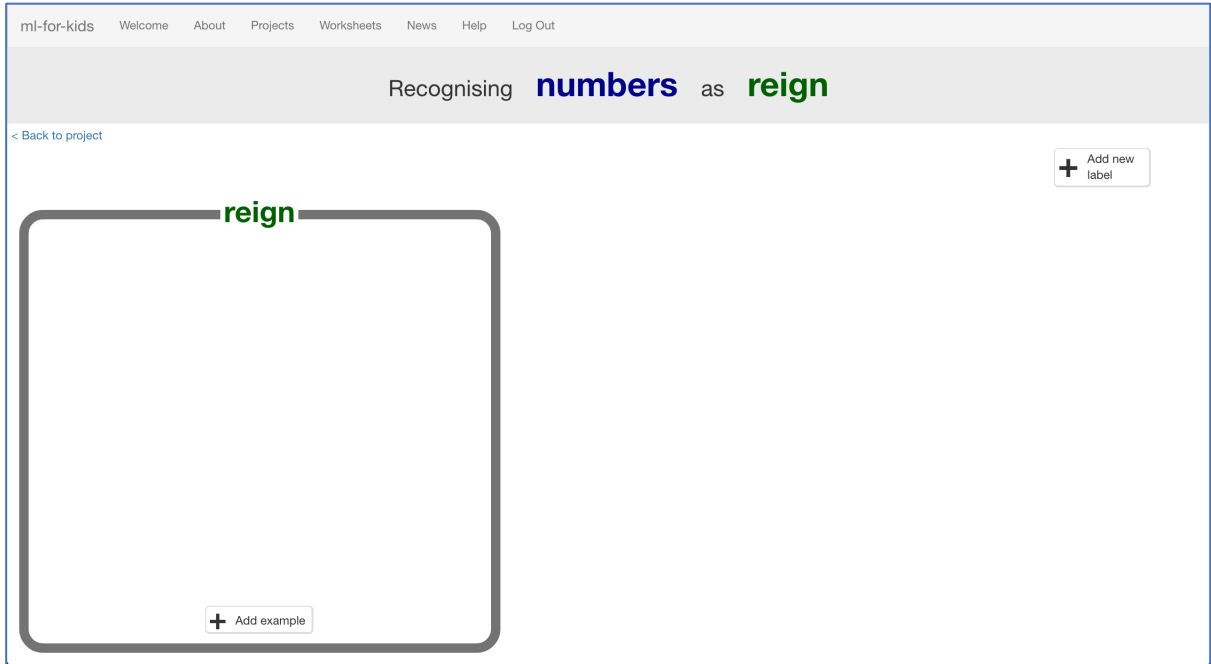 ml-for-kids Welcome About Projects Worksheets News Help Log Out
Recognising numbers as reign
< Back to project
Add new
label
reign
Add example